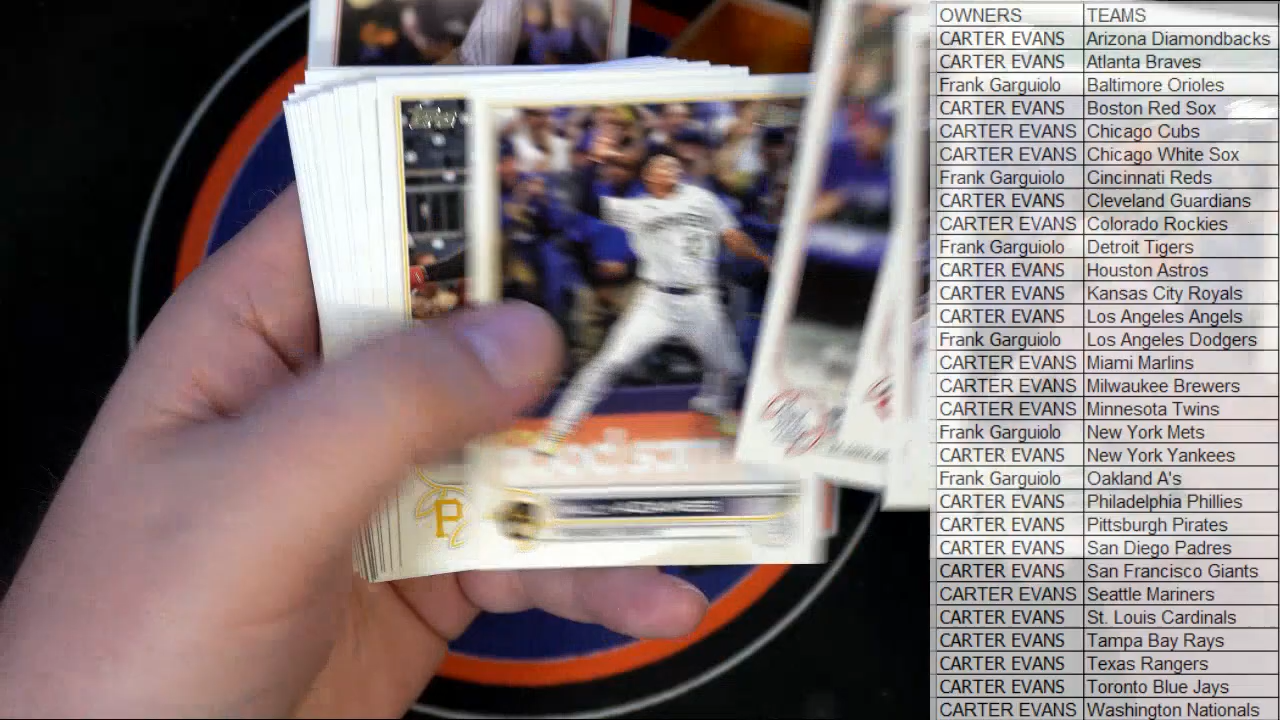 OWNERS TEAMS
CARTER EVANS Arizona Diamondbacks
CARTER EVANS Atlanta Braves
Frank Garguiolo Baltimore Orioles
CARTER EVANS Boston Red Sox
CARTER EVANS Chicago Cubs
CARTER EVANS Chicago White Sox
Frank Garguiolo Cincinnati Reds
CARTER EVANS Cleveland Guardians
CARTER EVANS Colorado Rockies
Frank Garguiolo Detroit Tigers
CARTER EVANS Houston Astros
CARTER EVANS Kansas City Royals
CARTER EVANS Los Angeles Angels
Frank Garguiolo Los Angeles Dodgers
CARTER EVANS Miami Marlins
CARTER EVANS Milwaukee Brewers
CARTER EVANS Minnesota Twins
Frank Garguiolo New York Mets
CARTER EVANS New York Yankees
Frank Garguiolo Oakland A's
CARTER EVANS Philadelphia Phillies
CARTER EVANS Pittsburgh Pirates
CARTER EVANS San Diego Padres
CARTER EVANS San Francisco Giants
CARTER EVANS Seattle Mariners
CARTER EVANS St. Louis Cardinals
CARTER EVANS Tampa Bay Rays
CARTER EVANS Texas Rangers
CARTER EVANS Toronto Blue Jays
CARTER EVANS Washington Nationals
Topps
P